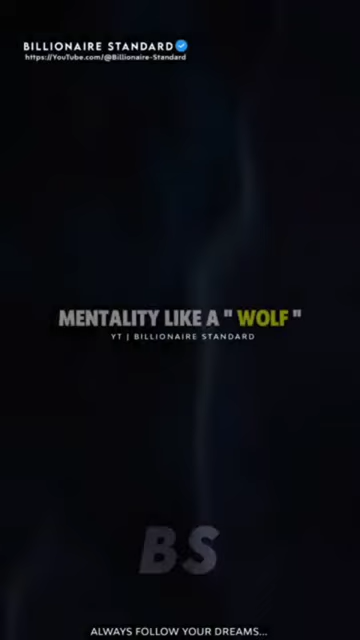 BILLIONAIRE STANDARD
https://YouTube.com/@Billionaire-Standard
MENTALITY LIKE A " WOLF "
YT | BILLIONAIRE STANDARD
BS
ALWAYS FOLLOW YOUR DREAMS...